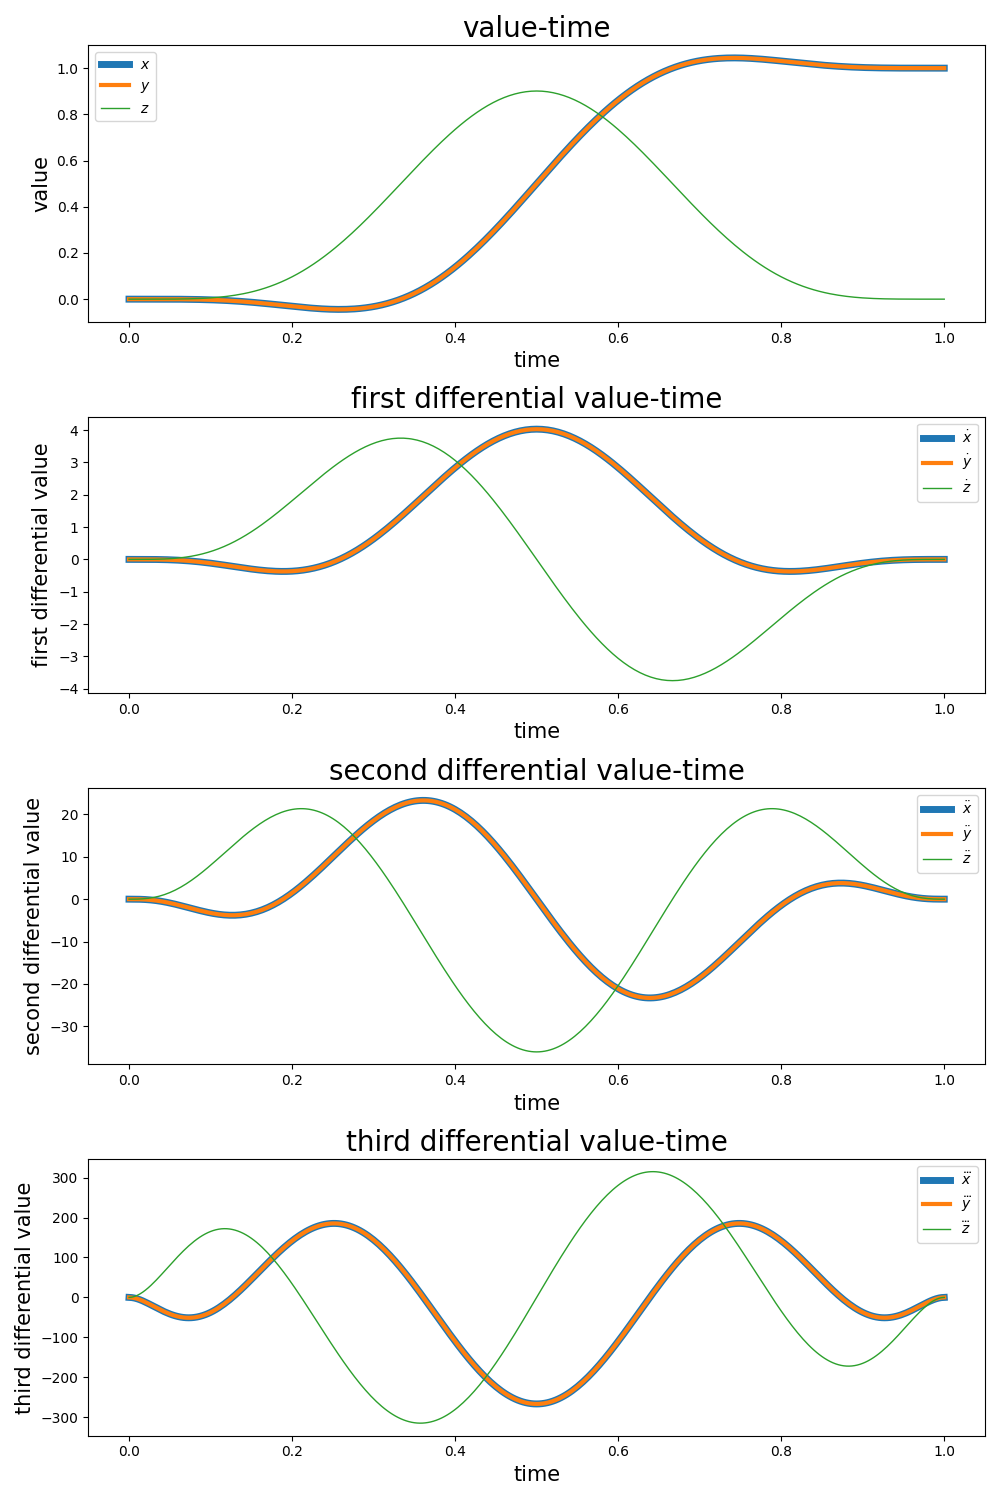 value-time
value
1.0
0.8
0.6
0.4
0.2
0.0
x
y
z
0.0 0.2 0.4 0.6 0.8 1.0
time
first differential value-time
first differential value
4
3
2
1
0
−1
−2
−3
−4
ẋ
ẏ
ż
0.0 0.2 0.4 0.6 0.8 1.0
time
second differential value-time
second differential value
20
10
0
−10
−20
−30
ẍ
ÿ
z̈
0.0 0.2 0.4 0.6 0.8 1.0
time
third differential value-time
third differential value
300
200
100
0
−100
−200
−300
x⃛
y⃛
z⃛
0.0 0.2 0.4 0.6 0.8 1.0
time